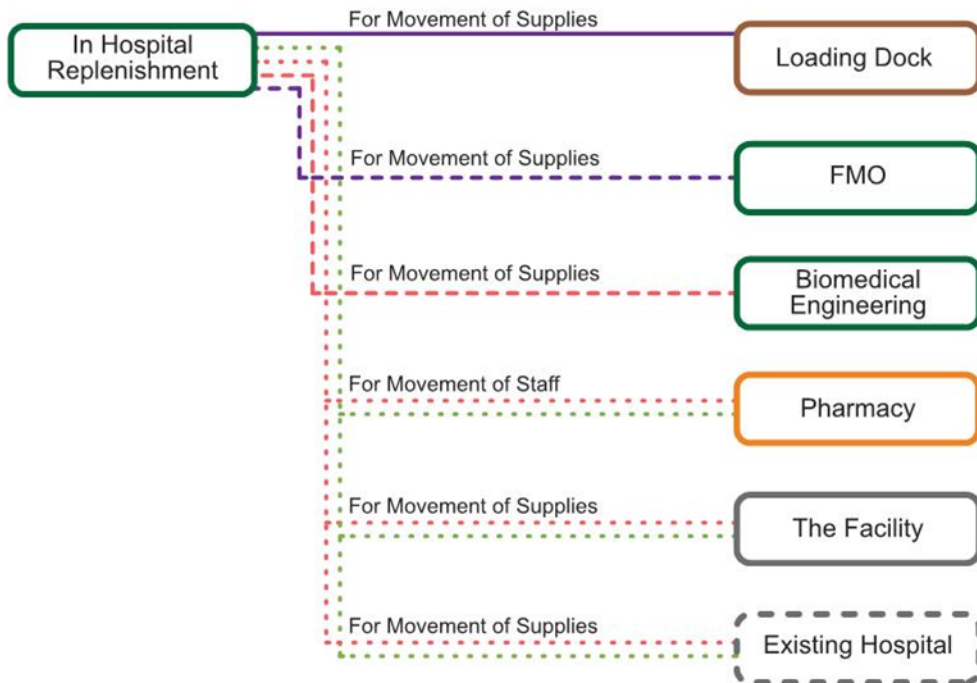 For Movement of Supplies
In Hospital
Replenishment
Loading Dock
For Movement of Supplies
FMO
For Movement of Supplies
Biomedical
Engineering
For Movement of Staff
Pharmacy
For Movement of Supplies
The Facility
For Movement of Supplies
Existing Hospital